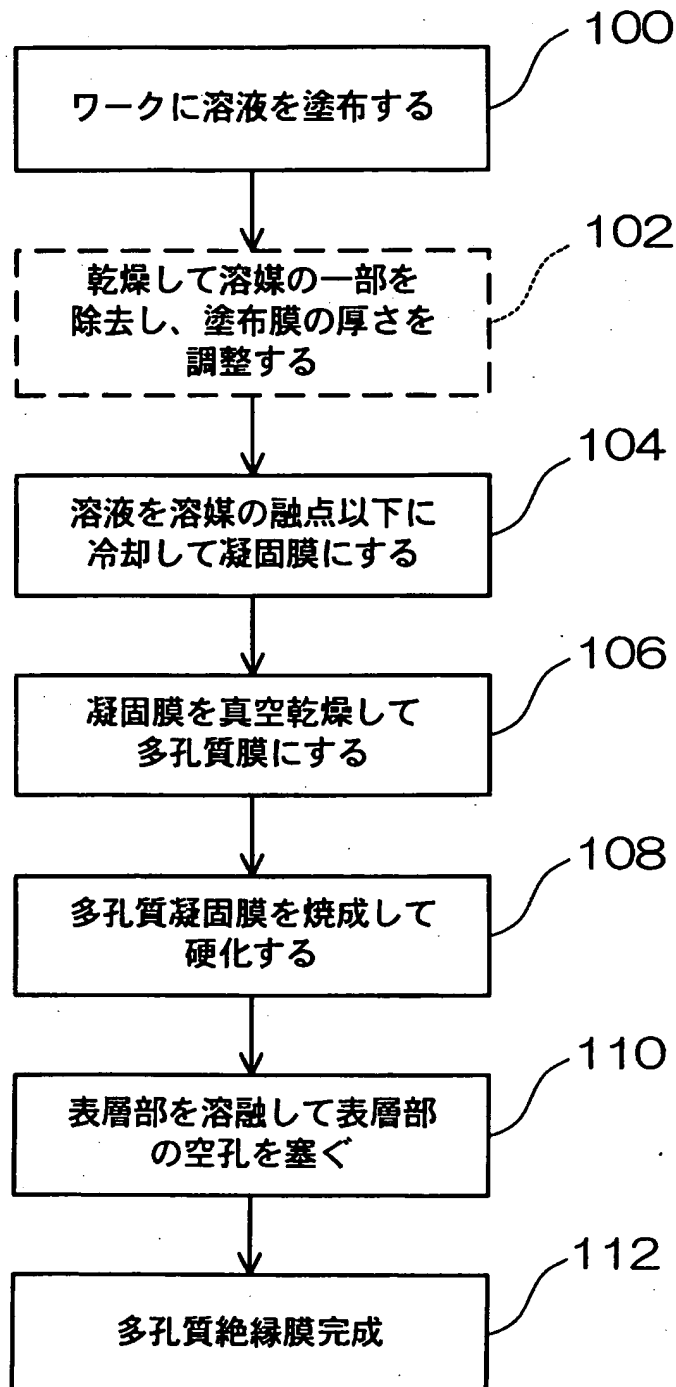 100
ワークに溶液を塗布する
102
乾燥して溶媒の一部を
除去し、塗布膜の厚さを
調整する
104
溶液を溶媒の融点以下に
冷却して凝固膜にする
106
凝固膜を真空乾燥して
多孔質膜にする
108
多孔質凝固膜を焼成して
硬化する
110
表層部を溶融して表層部
の空孔を塞ぐ
112
多孔質絶縁膜完成